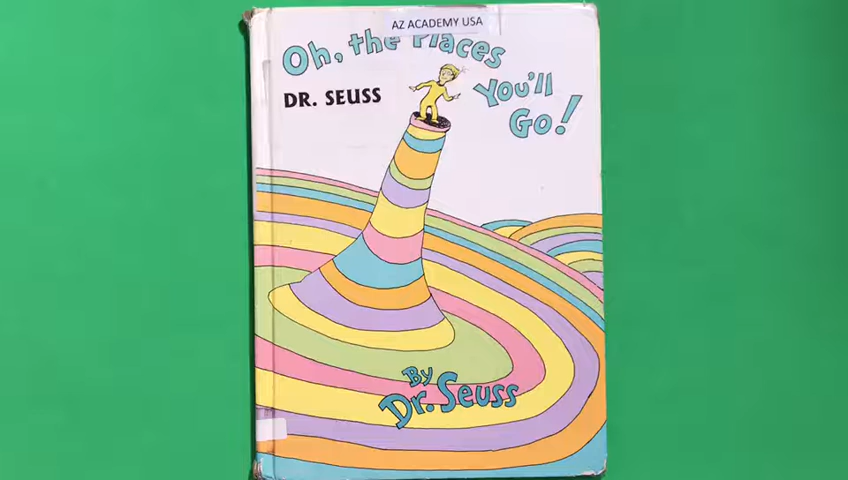 AZ ACADEMY USA
Oh, the Places
You'll
Go!
DR. SEUSS
By
Dr. Seuss